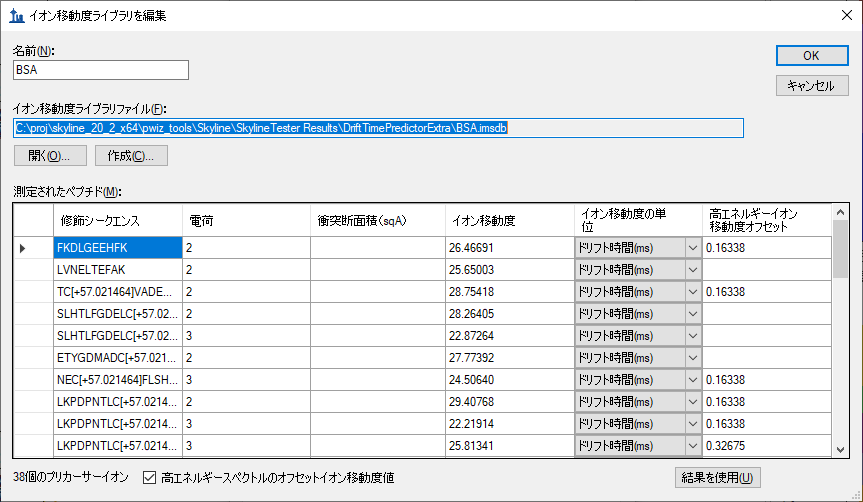 イオン移動度ライブラリを編集
名前(N):
BSA
OK
キャンセル
イオン移動度ライブラリファイル(F):
C:\proj\skyline_20_2_x64\pwiz_tools\Skyline\SkylineTester Results\DriftTimePredictorExtra\BSA.imsdb
開く(O)... 作成(C)...
測定されたペプチド(M):
修飾シークエンス 電荷 衝突断面積(sqA) イオン移動度 イオン移動度の単位 高エネルギーイオン移動度オフセット
FKDLGEEHFK 2 26.46691 ドリフト時間(ms) 0.16338
LVNELTEFAK 2 25.65003 ドリフト時間(ms)
TC[+57.021464]VADE... 2 28.75418 ドリフト時間(ms) 0.16338
SLHTLFGDELC[+57.02... 2 28.26405 ドリフト時間(ms)
SLHTLFGDELC[+57.02... 3 22.87264 ドリフト時間(ms)
ETYGDMADC[+57.021... 2 27.77392 ドリフト時間(ms)
NEC[+57.021464]FLSH... 3 24.50640 ドリフト時間(ms) 0.16338
LKPDPNTLC[+57.0214... 2 29.40768 ドリフト時間(ms) 0.16338
LKPDPNTLC[+57.0214... 3 22.21914 ドリフト時間(ms) 0.16338
LKPDPNTLC[+57.0214... 3 25.81341 ドリフト時間(ms) 0.32675
38個のプリカーサーイオン 高エネルギースペクトルのオフセットイオン移動度値 結果を使用(U)